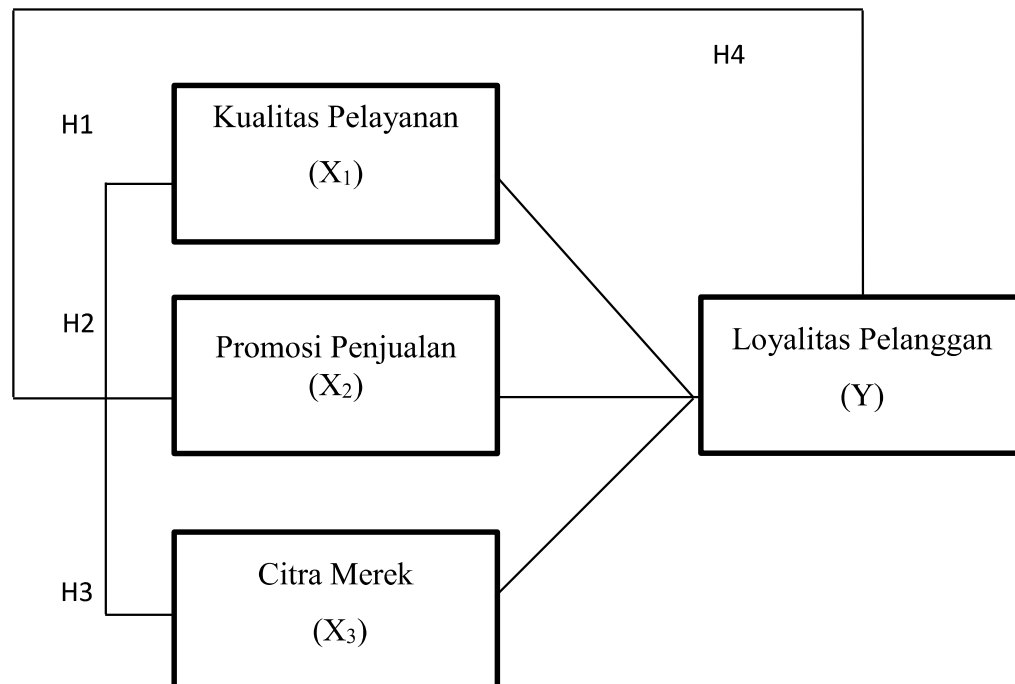 H4
H1
Kualitas Pelayanan
(X₁)
H2
Promosi Penjualan
(X₂)
Loyalitas Pelanggan
(Y)
H3
Citra Merek
(X₃)